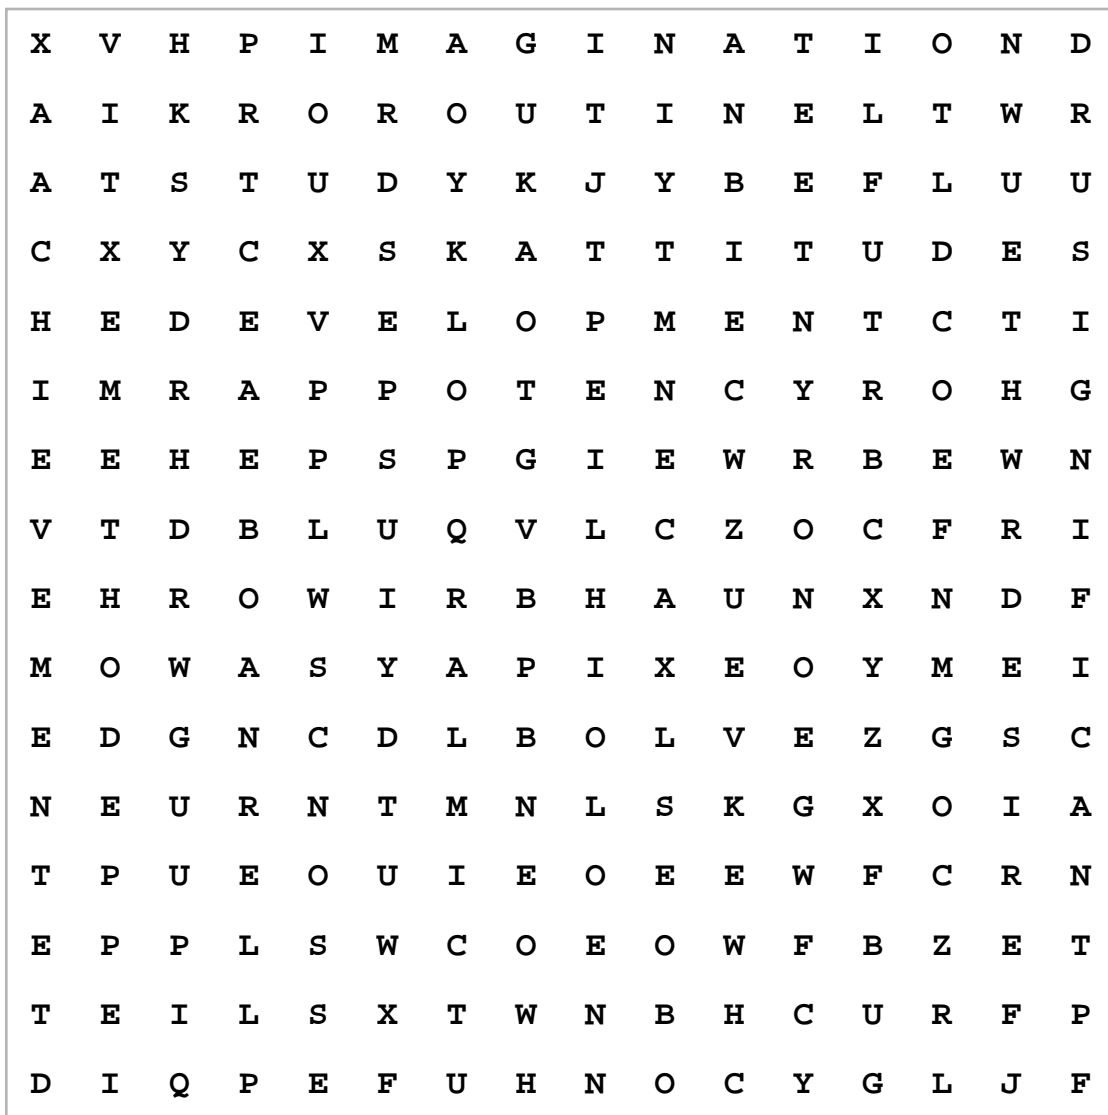 X V H P I M A G I N A T I O N D
A I K R O R O U T I N E L T W R
A T S T U D Y K J Y B E F L U U
C X Y C X S K A T T I T U D E S
H E D E V E L O P M E N T C T I
I M R A P P O T E N C Y R O H G
E E H E P S P G I E W R B E W N
V T D B L U Q V L C Z O C F R I
E H R O W I R B H A U N X N D F
M O W A S Y A P I X E O Y M E I
E D G N C D L B O L V E Z G S C
N E U R N T M N L S K G X O I A
T P U E O U I E O E E W F C R N
E P P L S W C O E O W F B Z E T
T E I L S X T W N B H C U R F P
D I Q P E F U H N O C Y G L J F